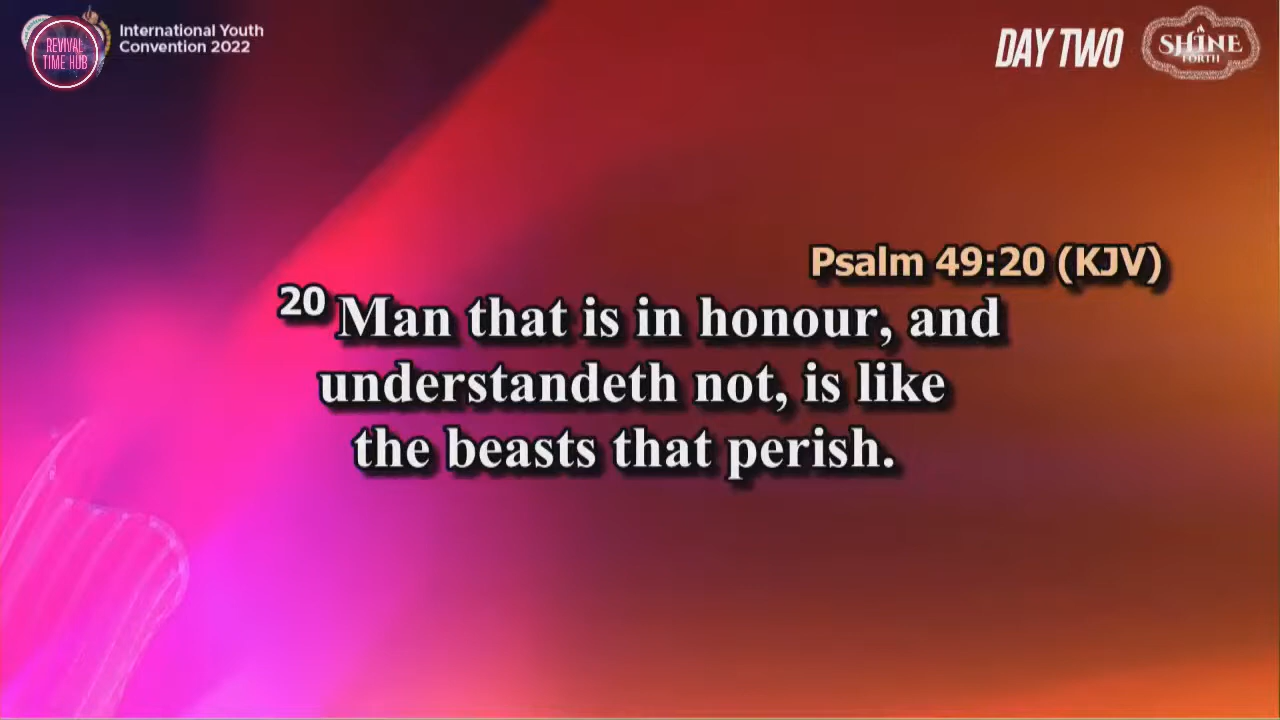 REVIVAL
TIME HUB
International Youth
Convention 2022
DAY TWO
SHINE
FORTH
Psalm 49:20 (KJV)
20 Man that is in honour, and
understandeth not, is like
the beasts that perish.